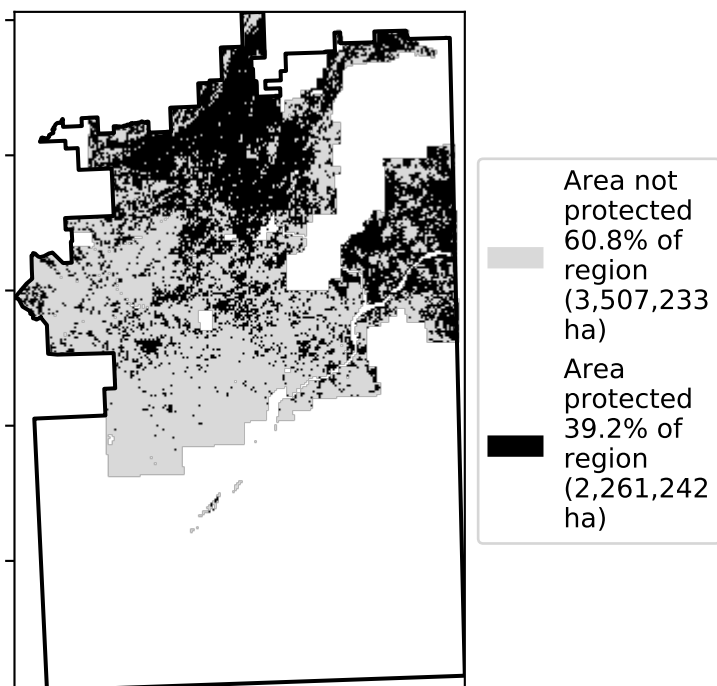 Area not
protected
60.8% of
region
(3,507,233
ha)
Area
protected
39.2% of
region
(2,261,242
ha)